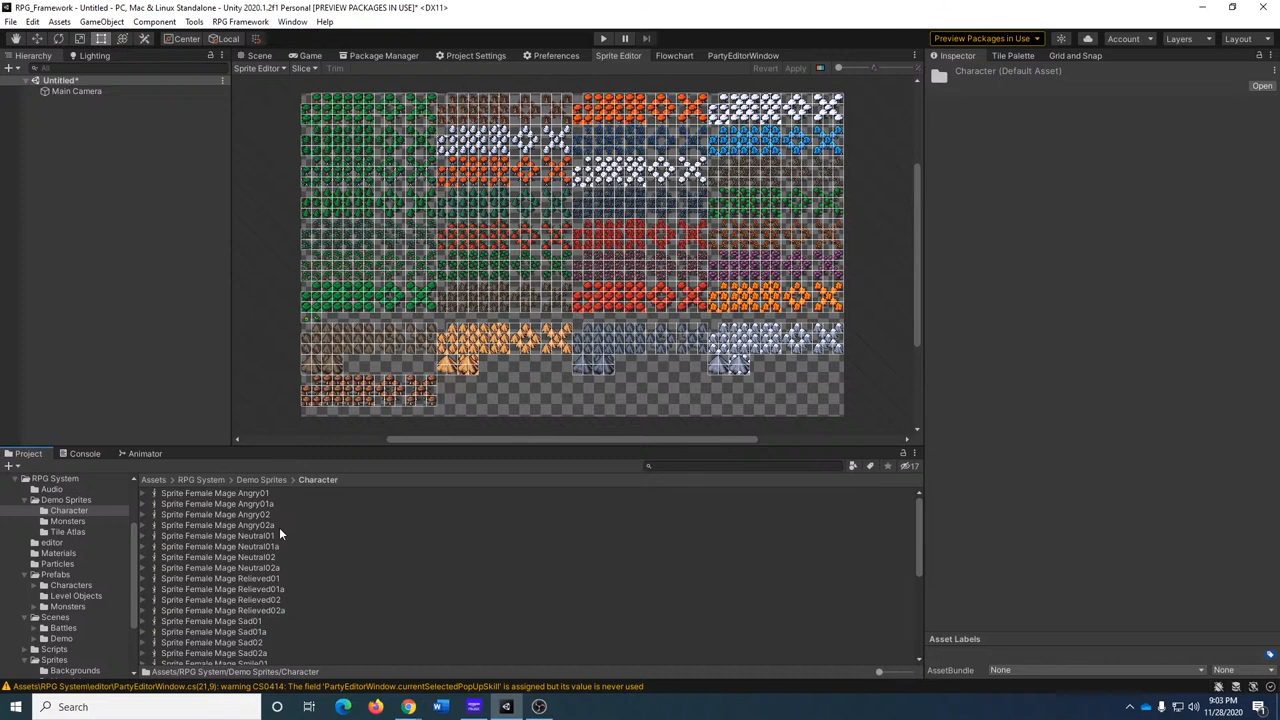 RPG_Framework - Untitled - PC, Mac & Linux Standalone - Unity 2020.1.2f1 Personal [PREVIEW PACKAGES IN USE]* <DX11>
File Edit Assets GameObject Component Tools RPG Framework Window Help
Center Local Preview Packages in Use Account Layers Layout
Hierarchy Lighting Scene Game Package Manager Project Settings Preferences Sprite Editor Flowchart PartyEditorWindow Inspector Tile Palette Grid and Snap
All Sprite Editor Slice Trim Revert Apply Character (Default Asset)
Untitled*
Open
Main Camera
Project Console Animator
17
Assets RPG System Demo Sprites Character
RPG System
Audio
Demo Sprites
Character
Monsters
Tile Atlas
editor
Materials
Particles
Prefabs
Characters
Level Objects
Monsters
Scenes
Battles
Demo
Scripts
Sprites
Backgrounds
Sprite Female Mage Angry01
Sprite Female Mage Angry01a
Sprite Female Mage Angry02
Sprite Female Mage Angry02a
Sprite Female Mage Neutral01
Sprite Female Mage Neutral01a
Sprite Female Mage Neutral02
Sprite Female Mage Neutral02a
Sprite Female Mage Relieved01
Sprite Female Mage Relieved01a
Sprite Female Mage Relieved02
Sprite Female Mage Relieved02a
Sprite Female Mage Sad01
Sprite Female Mage Sad01a
Sprite Female Mage Sad02
Sprite Female Mage Sad02a
Sprite Female Mage Smile01
Assets/RPG System/Demo Sprites/Character
Asset Labels
AssetBundle None None
Assets\RPG System\editor\PartyEditorWindow.cs(21,9): warning CS0414: The field 'PartyEditorWindow.currentSelectedPopUpSkill' is assigned but its value is never used
Search
9:03 PM
11/28/2020